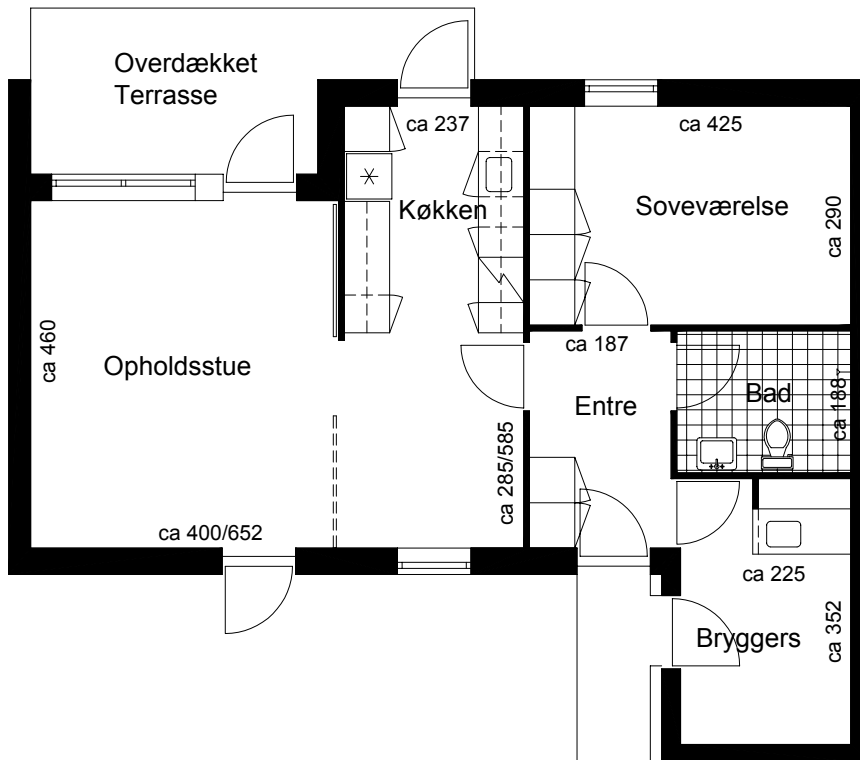 Overdækket
Terrasse
ca 237
ca 425
Køkken
Soveværelse
ca 290
ca 460
Opholdsstue
ca 187
Entre
Bad
ca 188
ca 285/585
ca 400/652
ca 225
Bryggers
ca 352